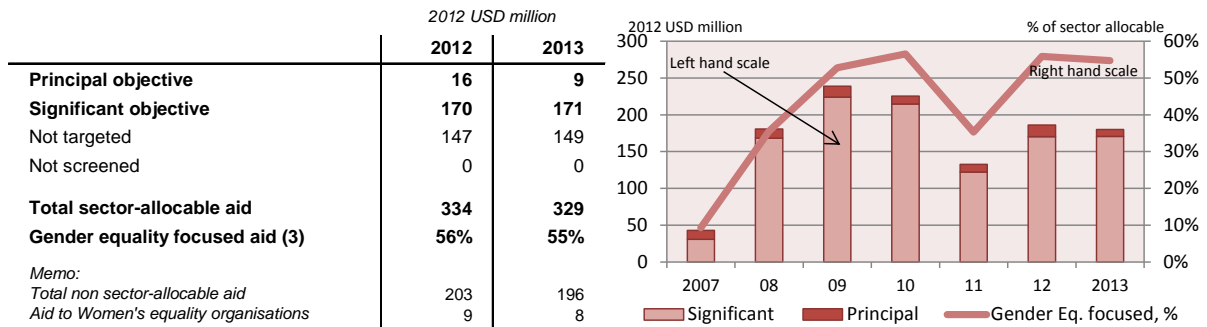 2012 USD million
2012 2013
Principal objective 16 9
Significant objective 170 171
Not targeted 147 149
Not screened 0 0
Total sector-allocable aid 334 329
Gender equality focused aid (3) 56% 55%
Memo:
Total non sector-allocable aid 203 196
Aid to Women's equality organisations 9 8
2012 USD million % of sector allocable
300 60%
Left hand scale Right hand scale
250 50%
200 40%
150 30%
100 20%
50 10%
0 0%
2007 08 09 10 11 12 2013
Significant Principal Gender Eq. focused, %